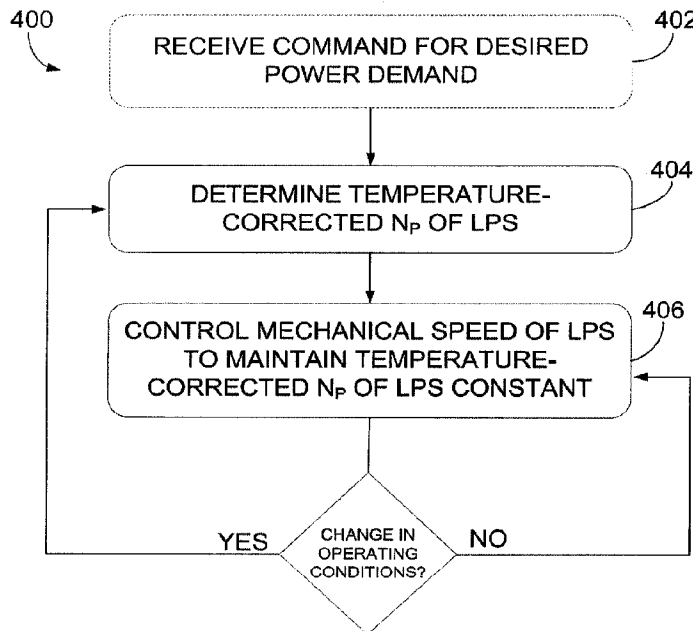 400
402
RECEIVE COMMAND FOR DESIRED
POWER DEMAND
404
DETERMINE TEMPERATURE-
CORRECTED NP OF LPS
406
CONTROL MECHANICAL SPEED OF LPS
TO MAINTAIN TEMPERATURE-
CORRECTED NP OF LPS CONSTANT
YES
CHANGE IN
OPERATING
CONDITIONS?
NO